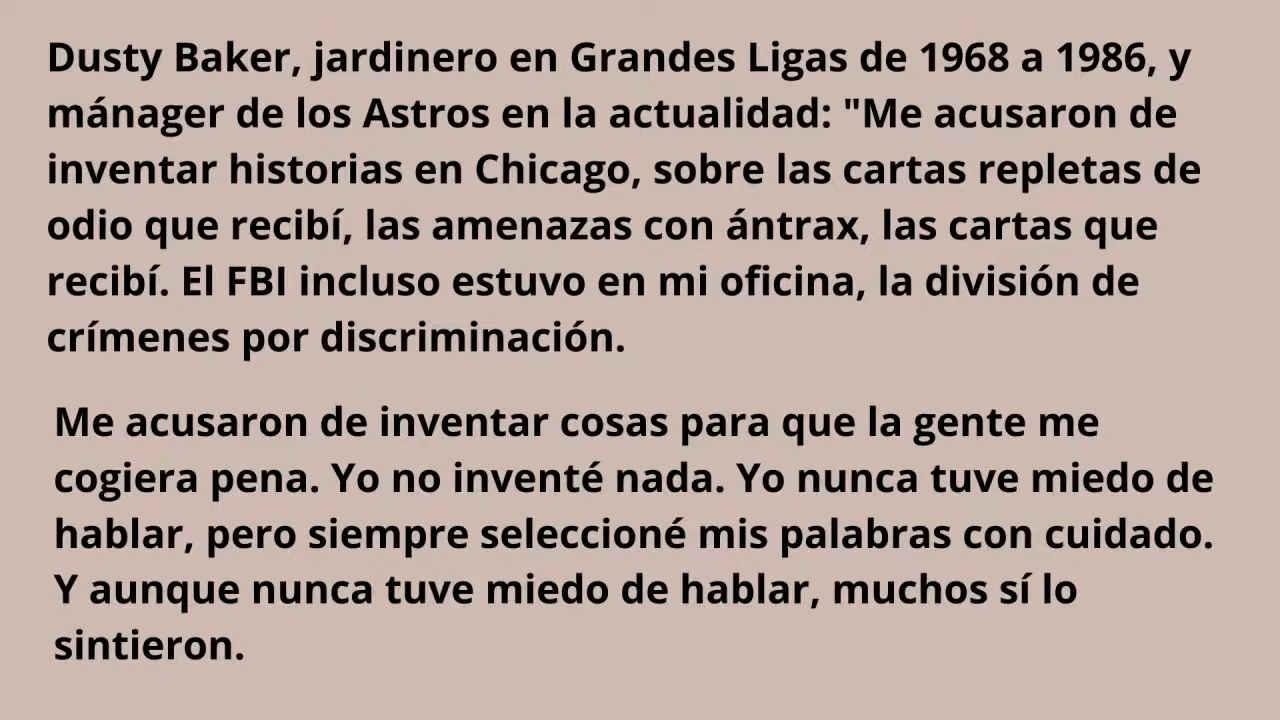 Dusty Baker, jardinero en Grandes Ligas de 1968 a 1986, y
mánager de los Astros en la actualidad: "Me acusaron de
inventar historias en Chicago, sobre las cartas repletas de
odio que recibí, las amenazas con ántrax, las cartas que
recibí. El FBI incluso estuvo en mi oficina, la división de
crímenes por discriminación.
Me acusaron de inventar cosas para que la gente me
cogiera pena. Yo no inventé nada. Yo nunca tuve miedo de
hablar, pero siempre seleccioné mis palabras con cuidado.
Y aunque nunca tuve miedo de hablar, muchos sí lo
sintieron.